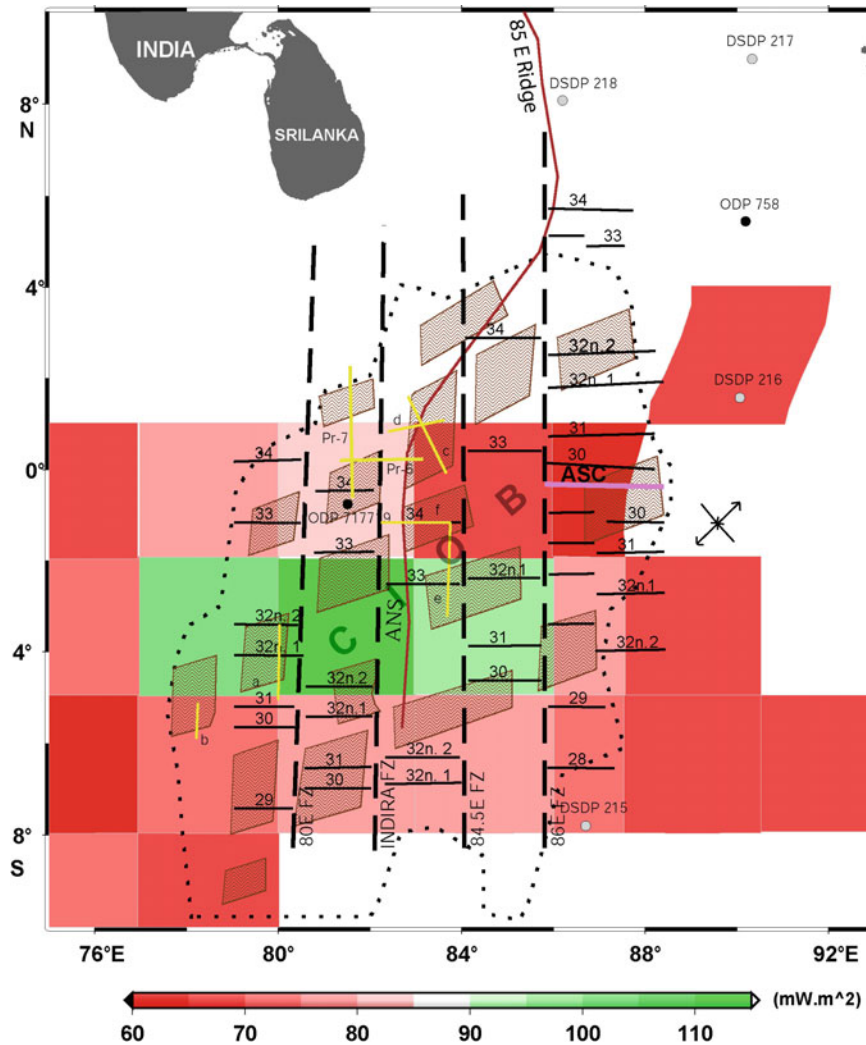 INDIA
SRILANKA
85 E Ridge
DSDP 217
DSDP 218
8°
N
34
ODP 758
33
4°
34
32n. 2
32n. 1
DSDP 216
d
31
Pr-7
34
c
33
30
0°
Pr-6
ASC
34
ODP 717719
34
f
B
33
30
33
O
31
33
32n.1
I
e
32n.1
32n. 2
ANS
4°
C
32n. 1
31
32n. 2
a
32n.2
30
31
32n.1
29
30
b
32n. 2
31
28
30
32n. 1
29
80E FZ
INDIRA FZ
84.5E FZ
86E FZ
DSDP 215
8°
S
76°E
80°
84°
88°
92°E
(mW.m^2)
60
70
80
90
100
110